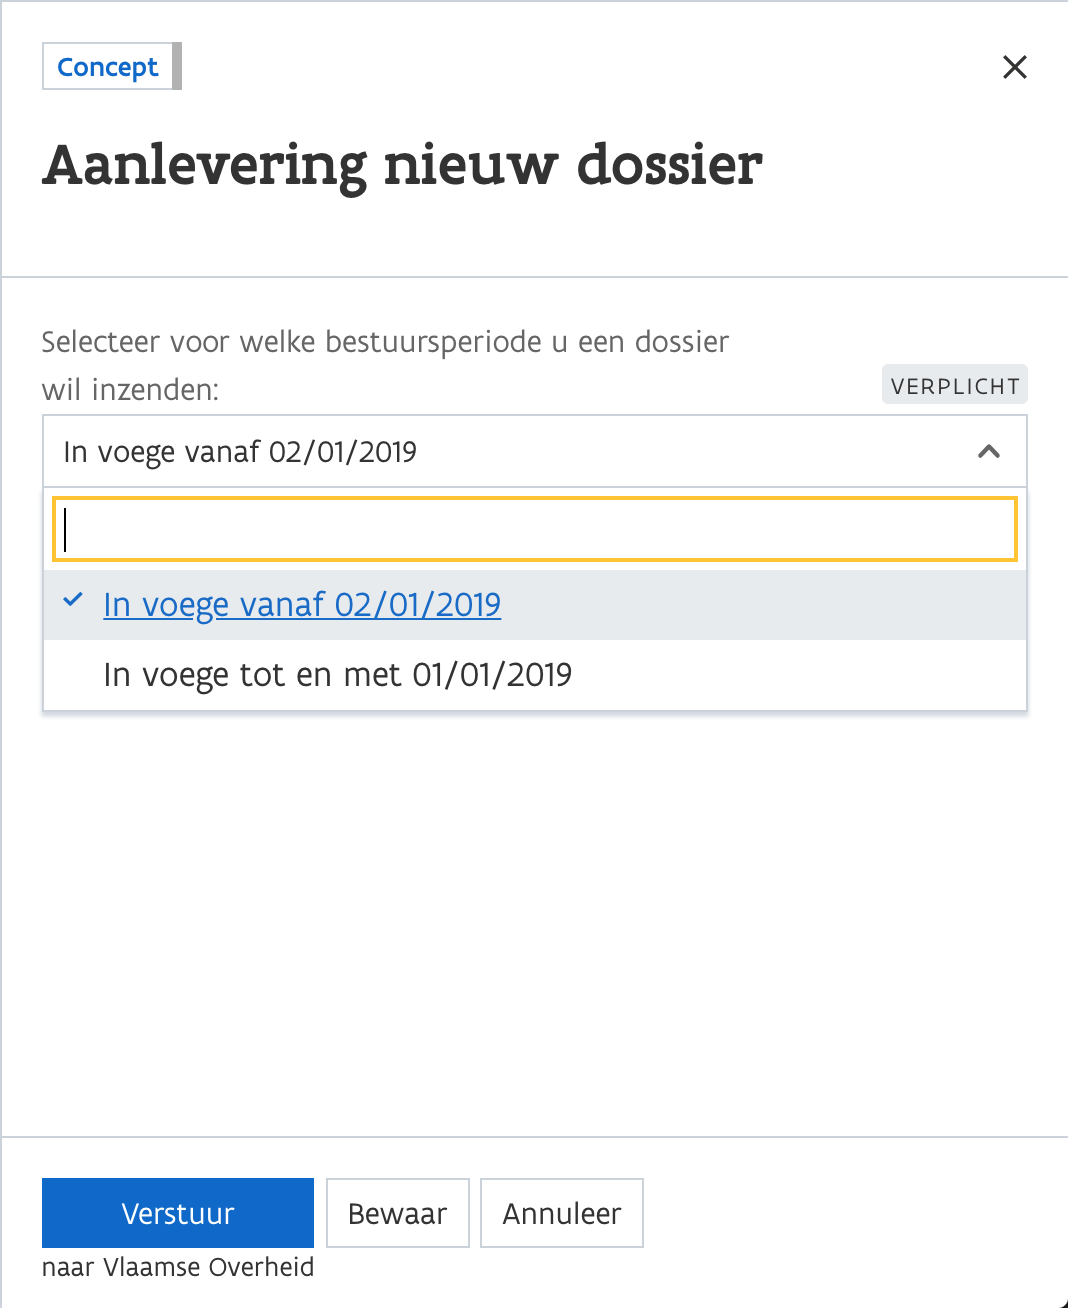 Concept
Aanlevering nieuw dossier
Selecteer voor welke bestuursperiode u een dossier
wil inzenden:
VERPLICHT
In voege vanaf 02/01/2019
In voege vanaf 02/01/2019
In voege tot en met 01/01/2019
Verstuur
Bewaar
Annuleer
naar Vlaamse Overheid